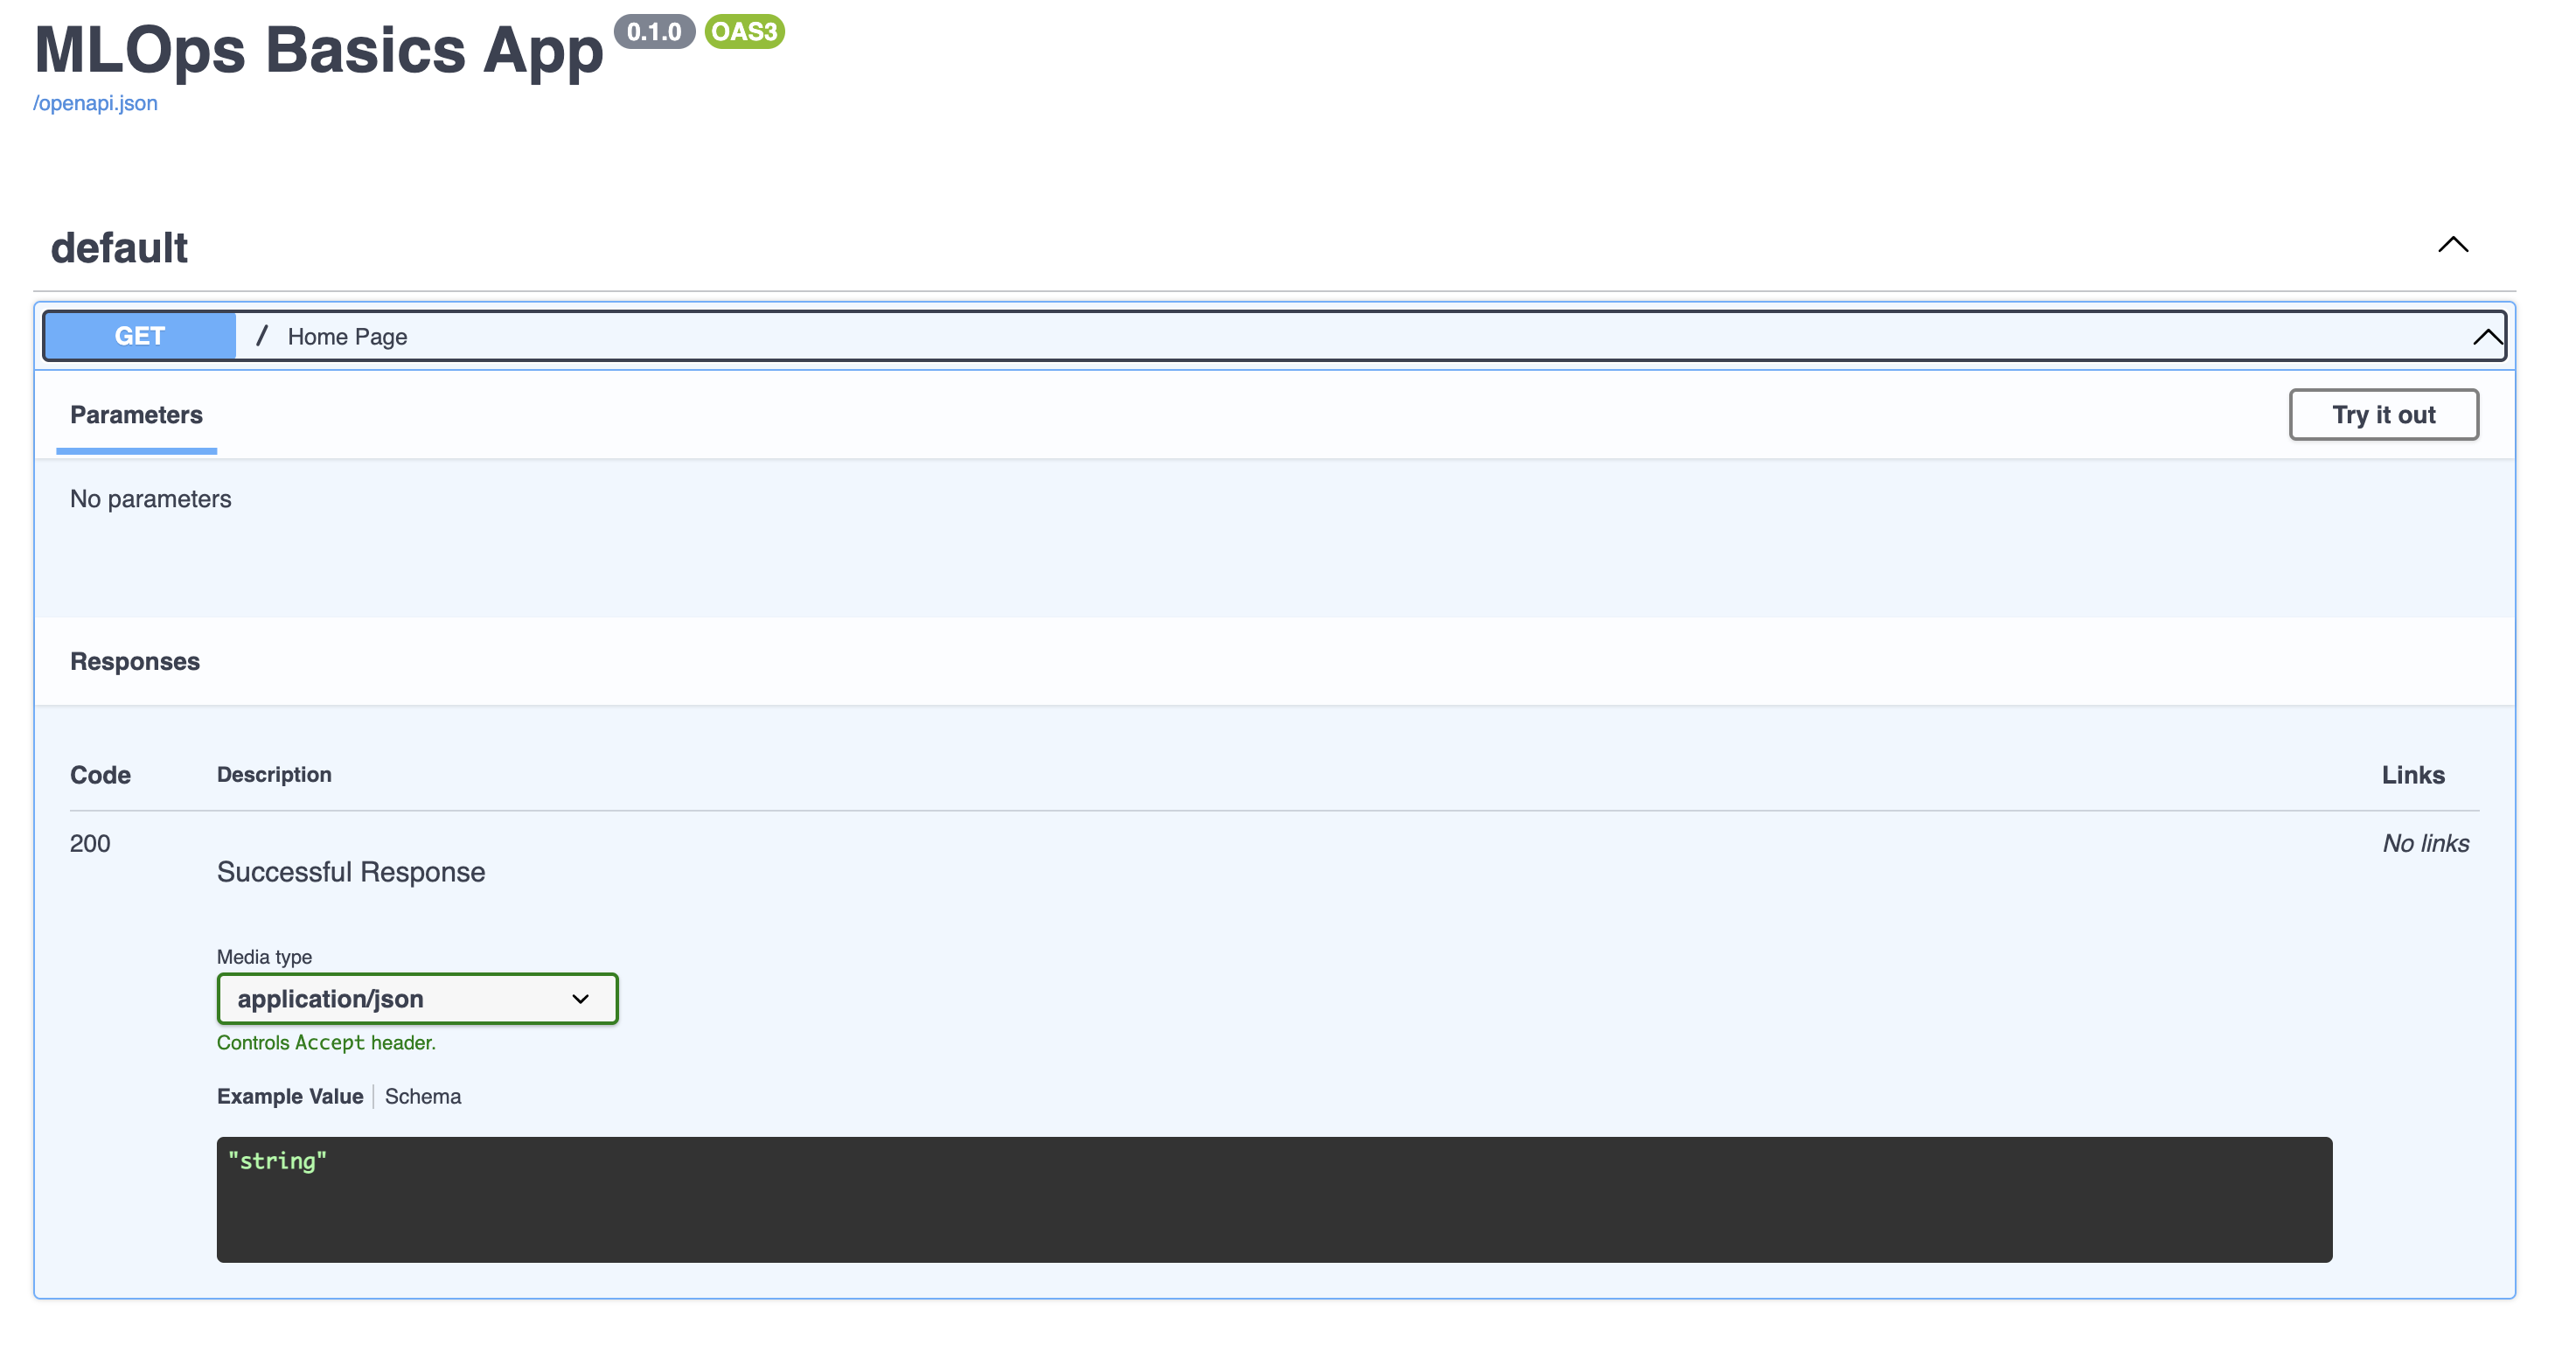 MLOps Basics App 0.1.0 OAS3
/openapi.json
default
GET / Home Page
Parameters Try it out
No parameters
Responses
Code Description Links
200 No links
Successful Response
Media type
application/json
Controls Accept header.
Example Value Schema
"string"